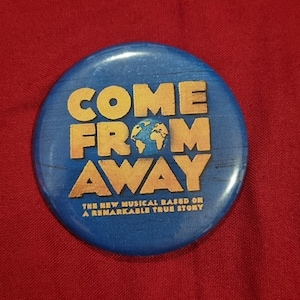 COME
FROM
AWAY
THE NEW MUSICAL BASED ON
A REMARKABLE TRUE STORY